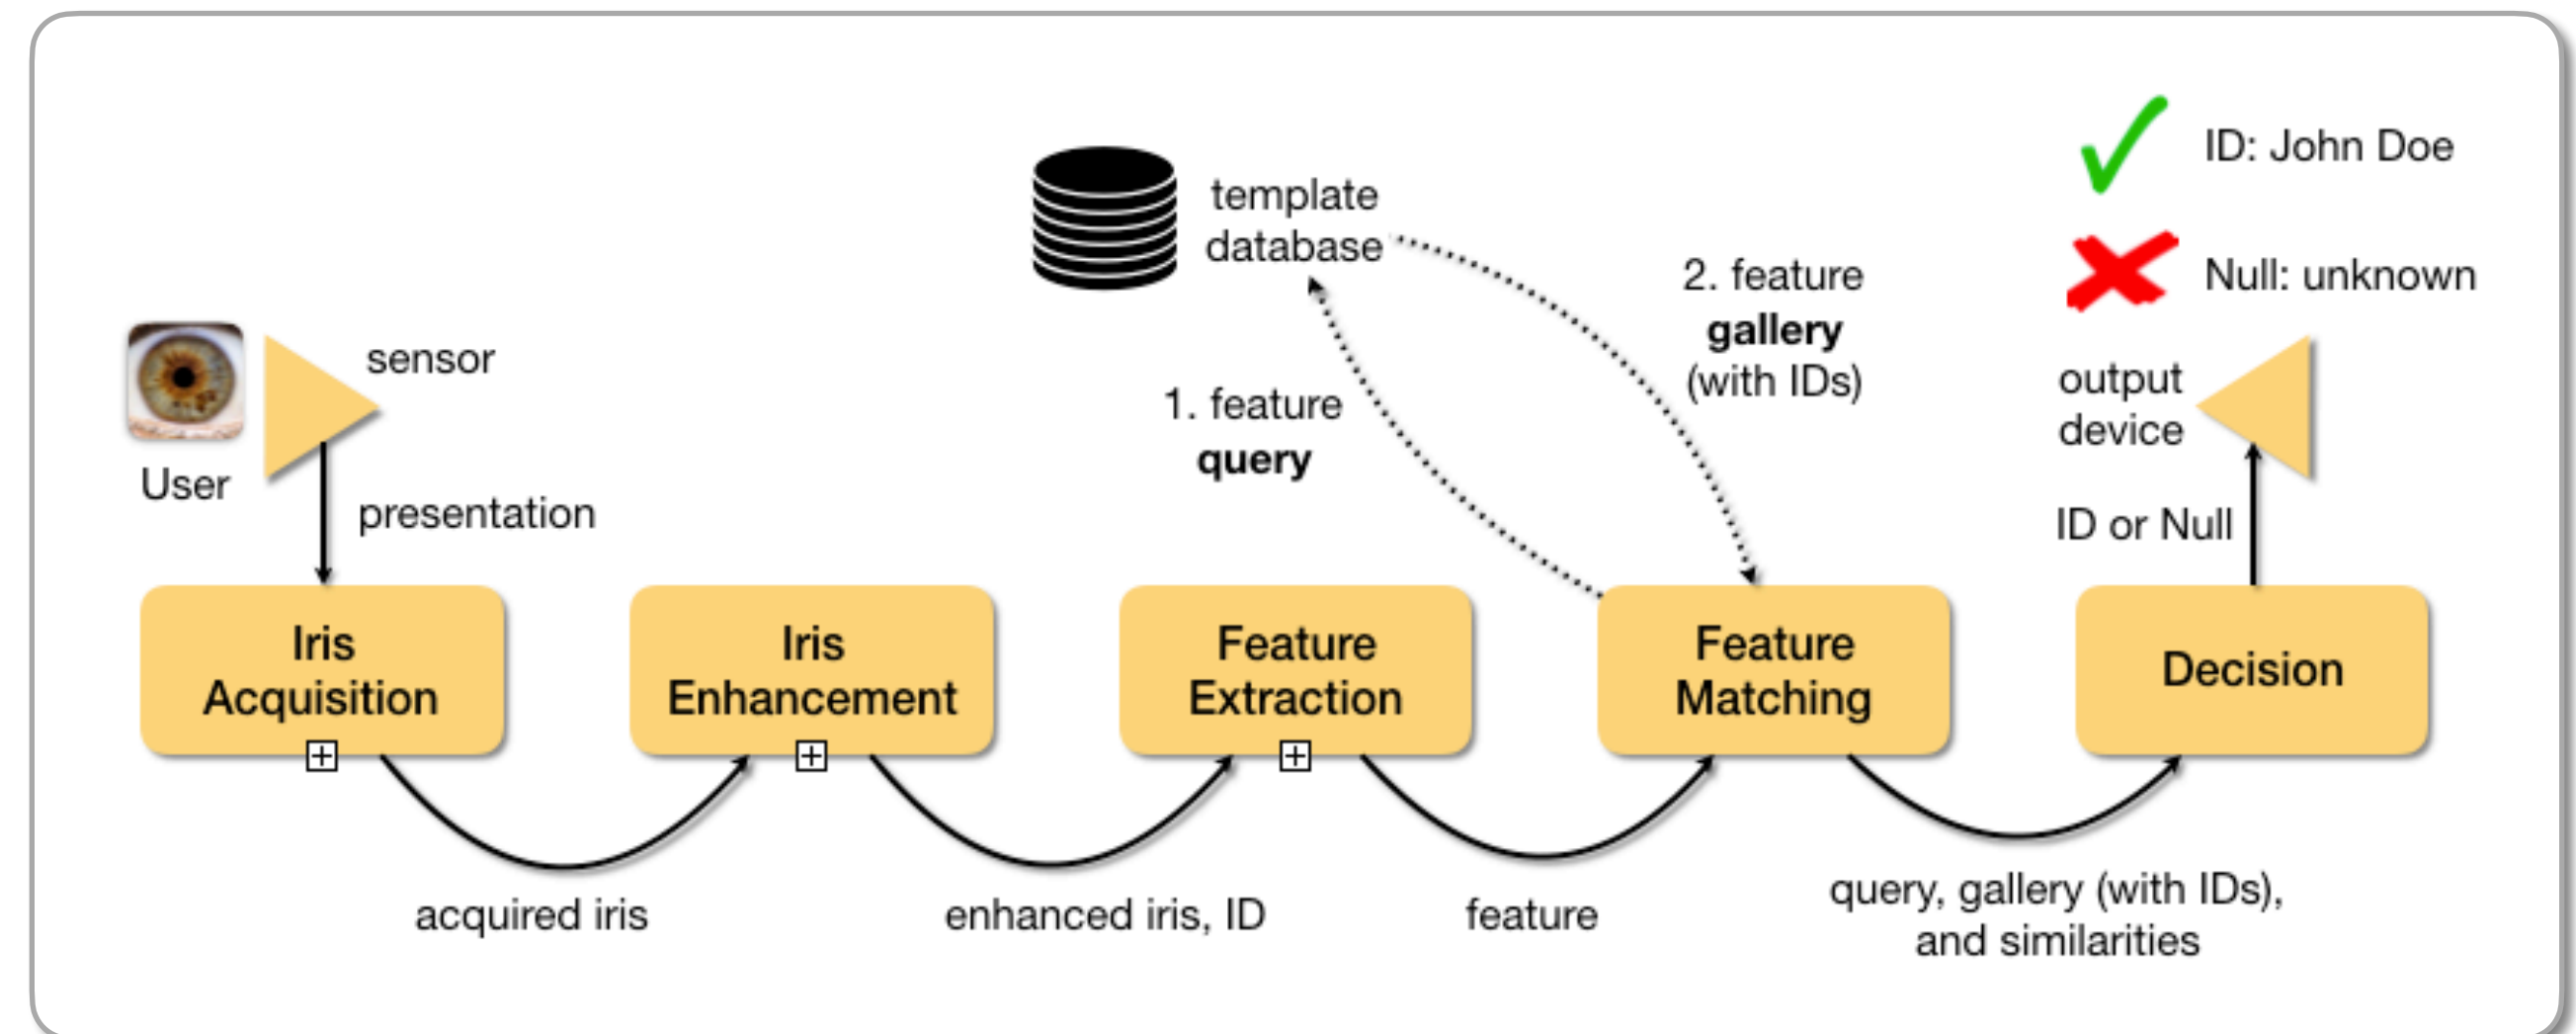 ID: John Doe
Null: unknown
template
database
2. feature
gallery
(with IDs)
sensor
User
presentation
1. feature
query
output
device
ID or Null
Iris
Acquisition
Iris
Enhancement
Feature
Extraction
Feature
Matching
Decision
acquired iris
enhanced iris, ID
feature
query, gallery (with IDs),
and similarities